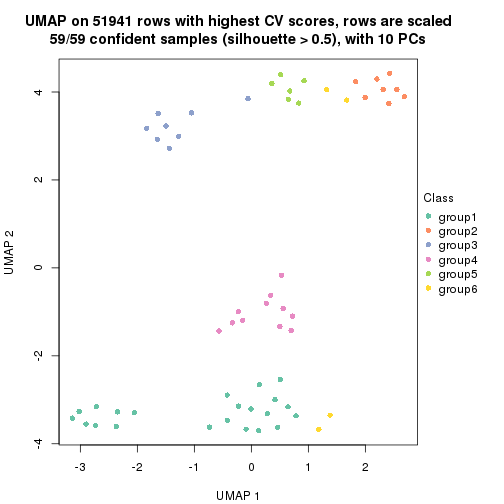 UMAP on 51941 rows with highest CV scores, rows are scaled
59/59 confident samples (silhouette > 0.5), with 10 PCs
4
2
0
-2
-4
UMAP 2
-3
-2
-1
0
1
2
UMAP 1
Class
group1
group2
group3
group4
group5
group6